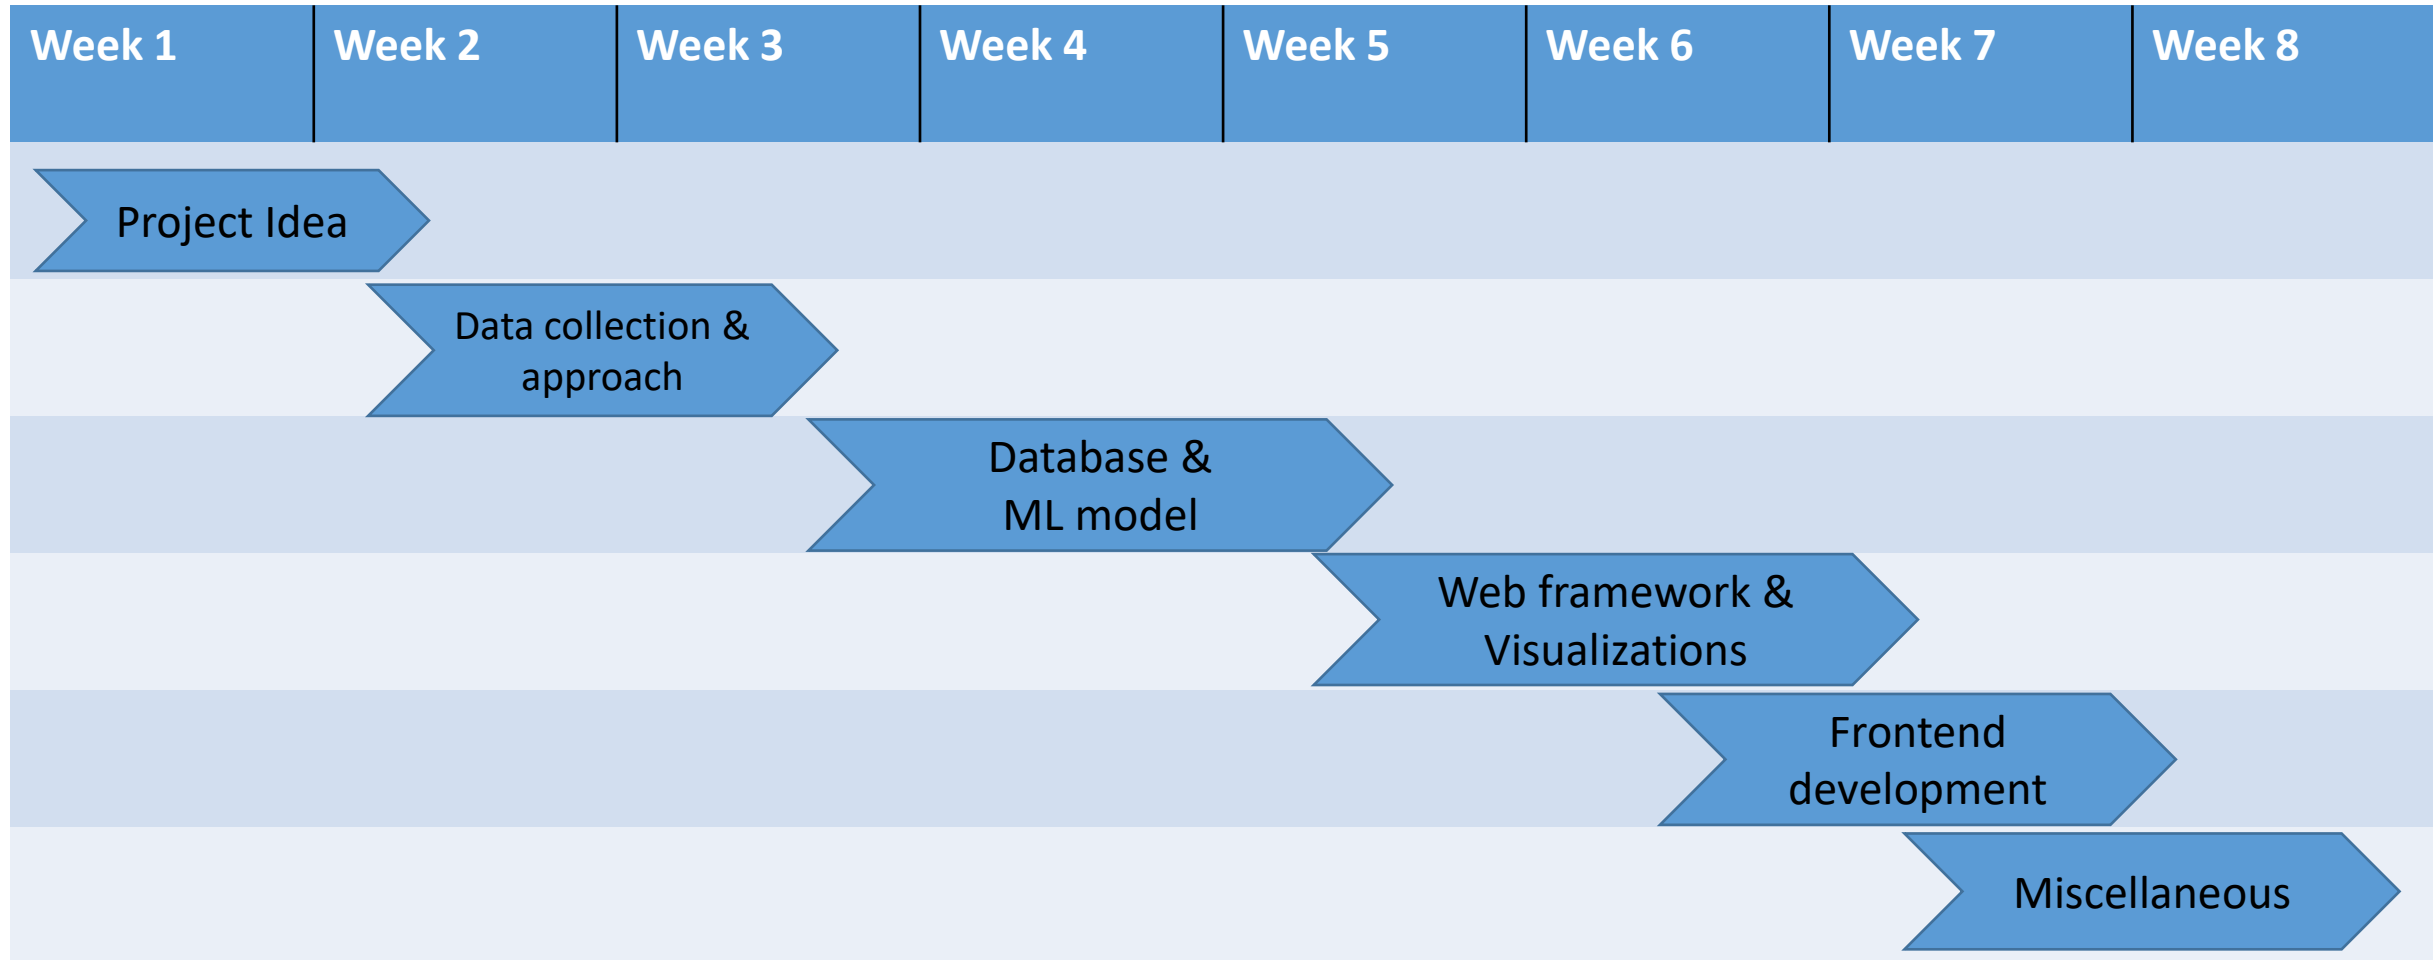 Week 1
Week 2
Week 3
Week 4
Week 5
Week 6
Week 7
Week 8
Project Idea
Data collection &
approach
Database &
ML model
Web framework &
Visualizations
Frontend
development
Miscellaneous